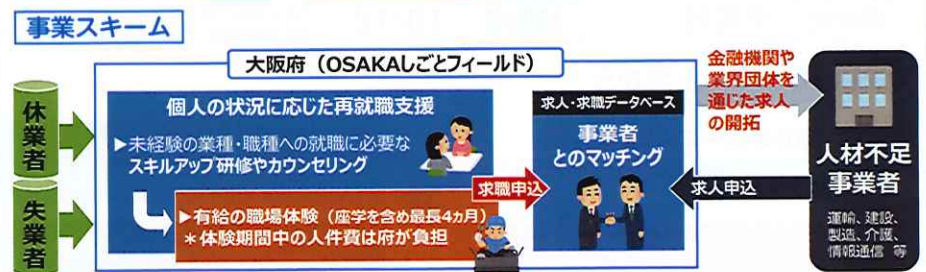 事業スキーム
大阪府（OSAKAしごとフィールド）
休業者
失業者
個人の状況に応じた再就職支援
▶未経験の業種・職種への就職に必要な
スキルアップ研修やカウンセリング
▶有給の職場体験（座学を含め最長4ヵ月）
＊体験期間中の人件費は府が負担
求職申込
求人・求職データベース
事業者
とのマッチング
求人申込
金融機関や
業界団体を
通じた求人
の開拓
人材不足
事業者
運輸、建設、
製造、介護、
情報通信 等